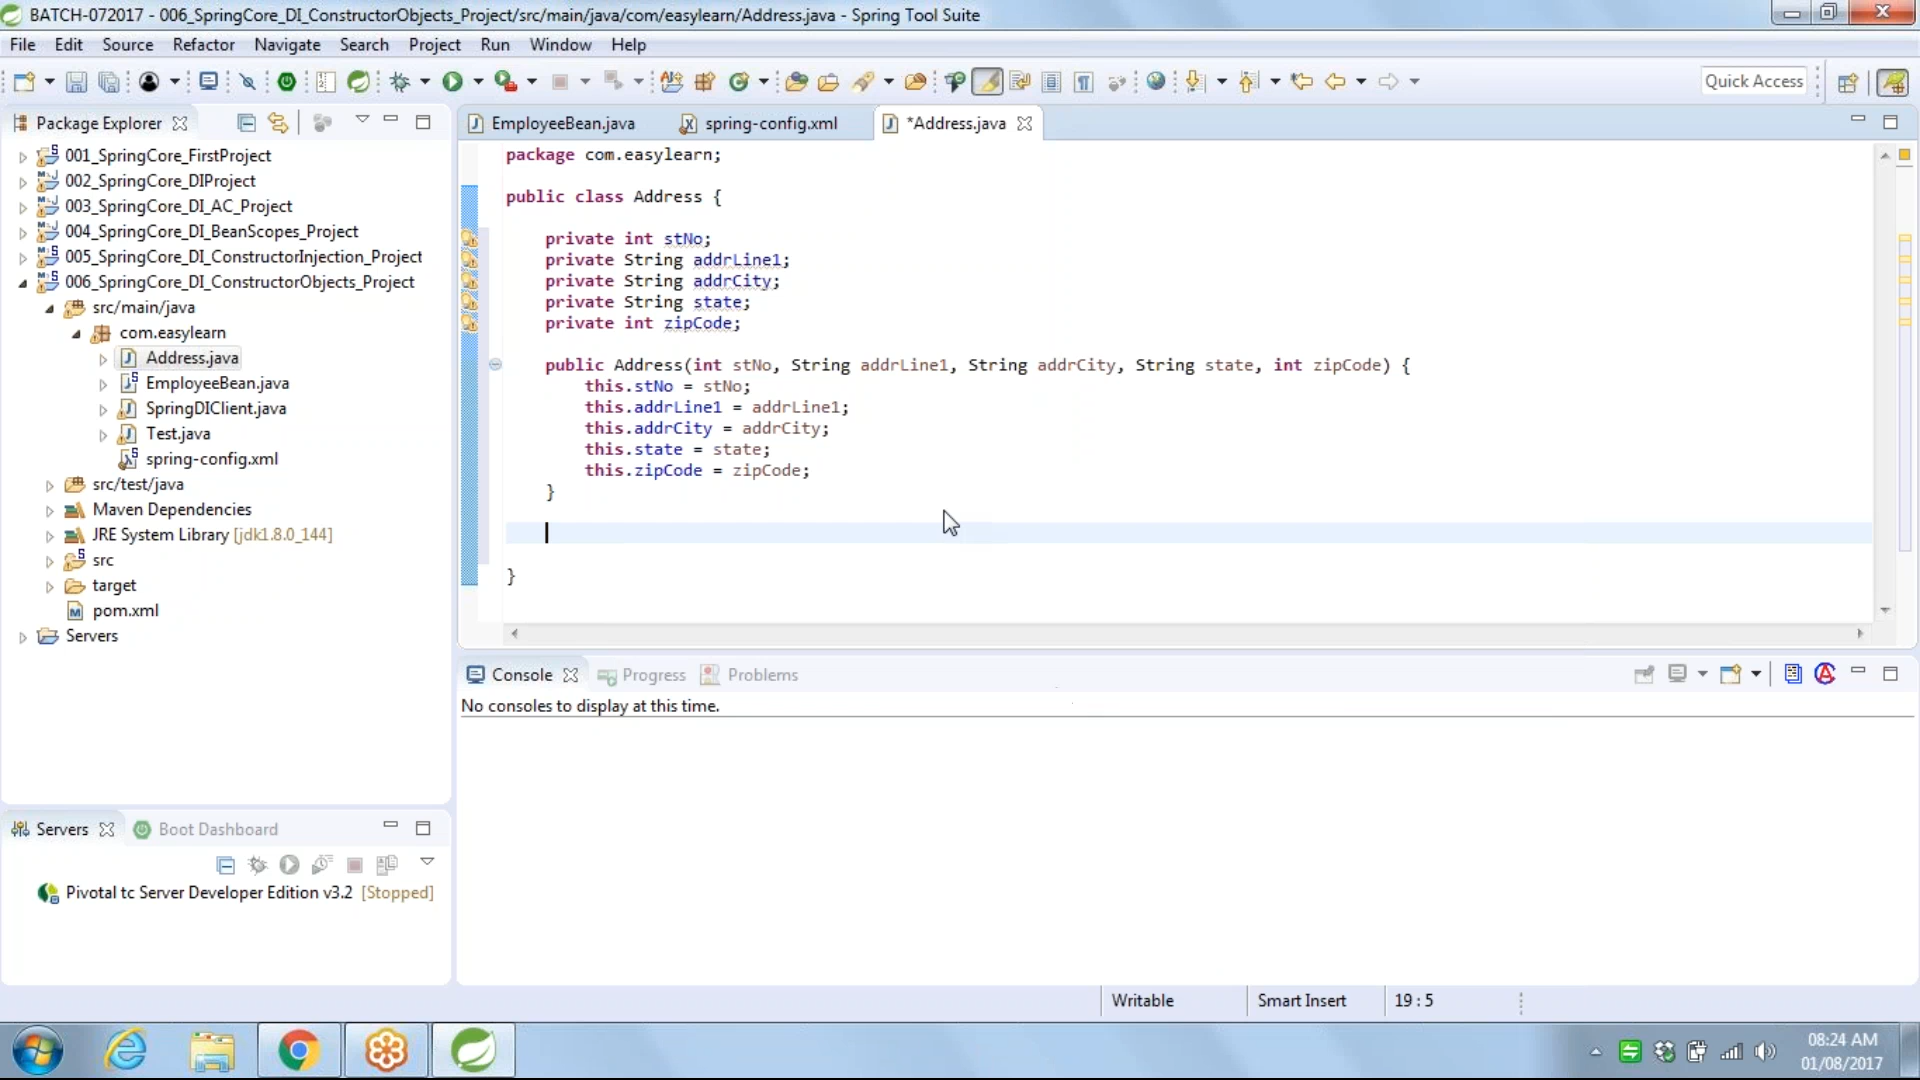 BATCH-072017 - 006_SpringCore_DI_ConstructorObjects_Project/src/main/java/com/easylearn/Address.java - Spring Tool Suite
File Edit Source Refactor Navigate Search Project Run Window Help
Quick Access
Package Explorer
001_SpringCore_FirstProject
002_SpringCore_DIProject
003_SpringCore_DI_AC_Project
004_SpringCore_DI_BeanScopes_Project
005_SpringCore_DI_ConstructorInjection_Project
006_SpringCore_DI_ConstructorObjects_Project
src/main/java
com.easylearn
Address.java
EmployeeBean.java
SpringDIClient.java
Test.java
spring-config.xml
src/test/java
Maven Dependencies
JRE System Library [jdk1.8.0_144]
src
target
pom.xml
Servers
EmployeeBean.java spring-config.xml *Address.java
package com.easylearn;
public class Address {
private int stNo;
private String addrLine1;
private String addrCity;
private String state;
private int zipCode;
public Address(int stNo, String addrLine1, String addrCity, String state, int zipCode) {
this.stNo = stNo;
this.addrLine1 = addrLine1;
this.addrCity = addrCity;
this.state = state;
this.zipCode = zipCode;
}
}
Console Progress Problems
No consoles to display at this time.
Servers Boot Dashboard
Pivotal tc Server Developer Edition v3.2 [Stopped]
Writable Smart Insert 19 : 5
08:24 AM
01/08/2017